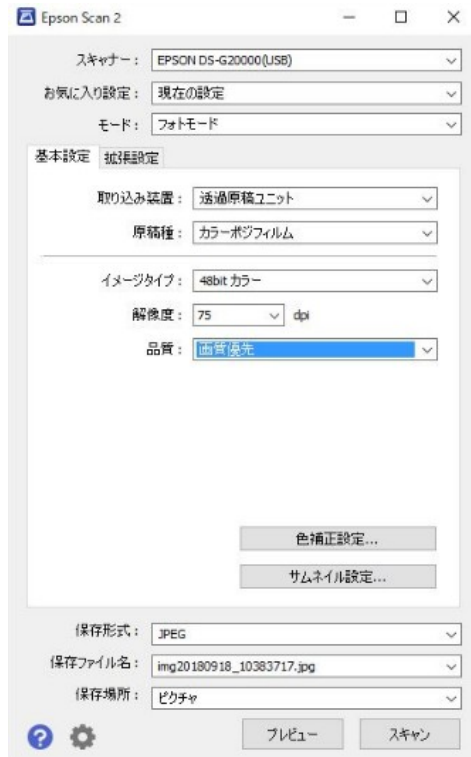 Epson Scan 2
スキャナー： EPSON DS-G20000(USB)
お気に入り設定： 現在の設定
モード： フォトモード
基本設定 拡張設定
取り込み装置： 透過原稿ユニット
原稿種： カラーポジフィルム
イメージタイプ： 48bit カラー
解像度： 75 dpi
品質： 画質優先
色補正設定...
サムネイル設定...
保存形式： JPEG
保存ファイル名： img20180918_10383717.jpg
保存場所： ピクチャ
? プレビュー スキャン